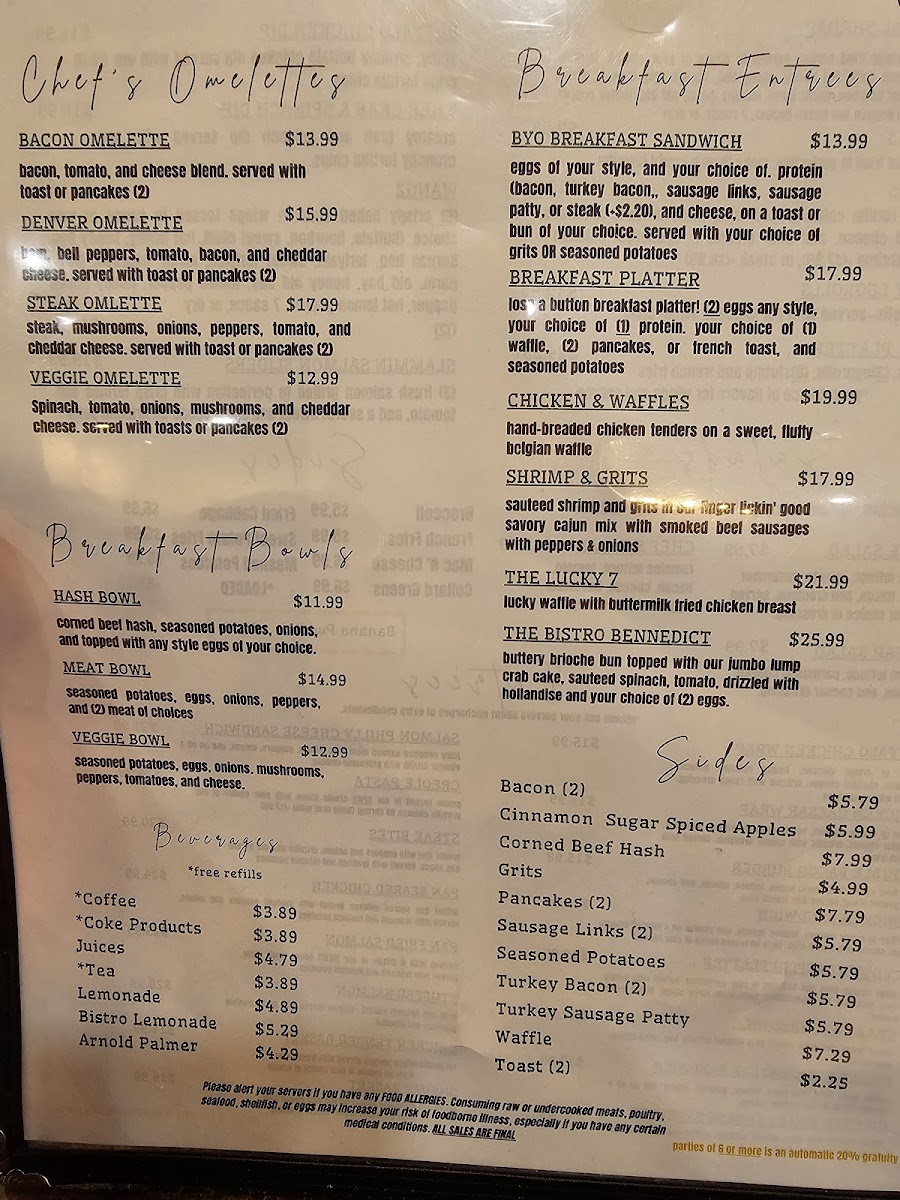 Chef's Omelettes
BACON OMELETTE $13.99
bacon, tomato, and cheese blend. served with
toast or pancakes (2)
DENVER OMELETTE $15.99
ham, bell peppers, tomato, bacon, and cheddar
cheese. served with toast or pancakes (2)
STEAK OMLETTE $17.99
steak, mushrooms, onions, peppers, tomato, and
cheddar cheese. served with toast or pancakes (2)
VEGGIE OMELETTE $12.99
Spinach, tomato, onions, mushrooms, and cheddar
cheese. served with toasts or pancakes (2)
Breakfast Bowls
HASH BOWL $11.99
corned beef hash, seasoned potatoes, onions,
and topped with any style eggs of your choice.
MEAT BOWL $14.99
seasoned potatoes, eggs, onions, peppers,
and (2) meat of choices
VEGGIE BOWL $12.99
seasoned potatoes, eggs, onions. mushrooms,
peppers, tomatoes, and cheese.
Beverages
*free refills
*Coffee $3.89
*Coke Products $3.89
Juices $4.79
*Tea $3.89
Lemonade $4.89
Bistro Lemonade $5.29
Arnold Palmer $4.29
Breakfast Entrees
BYO BREAKFAST SANDWICH $13.99
eggs of your style, and your choice of. protein
(bacon, turkey bacon,, sausage links, sausage
patty, or steak (+$2.20), and cheese, on a toast or
bun of your choice. served with your choice of
grits OR seasoned potatoes
BREAKFAST PLATTER $17.99
a button breakfast platter! (2) eggs any style,
your choice of (1) protein. your choice of (1)
waffle, (2) pancakes, or french toast, and
seasoned potatoes
CHICKEN & WAFFLES $19.99
hand-breaded chicken tenders on a sweet, fluffy
belgian waffle
SHRIMP & GRITS $17.99
sauteed shrimp and grits in our finger lickin' good
savory cajun mix with smoked beef sausages
with peppers & onions
THE LUCKY 7 $21.99
lucky waffle with buttermilk fried chicken breast
THE BISTRO BENNEDICT $25.99
buttery brioche bun topped with our jumbo lump
crab cake, sauteed spinach, tomato, drizzled with
hollandise and your choice of (2) eggs.
Sides
Bacon (2) $5.79
Cinnamon Sugar Spiced Apples $5.99
Corned Beef Hash $7.99
Grits $4.99
Pancakes (2) $7.79
Sausage Links (2) $5.79
Seasoned Potatoes $5.79
Turkey Bacon (2) $5.79
Turkey Sausage Patty $5.79
Waffle $7.29
Toast (2) $2.25
Please alert your servers if you have any FOOD ALLERGIES. Consuming raw or undercooked meats, poultry,
seafood, shellfish, or eggs may increase your risk of foodborne illness, especially if you have any certain
medical conditions. ALL SALES ARE FINAL
parties of 6 or more is an automatic 20% gratuity